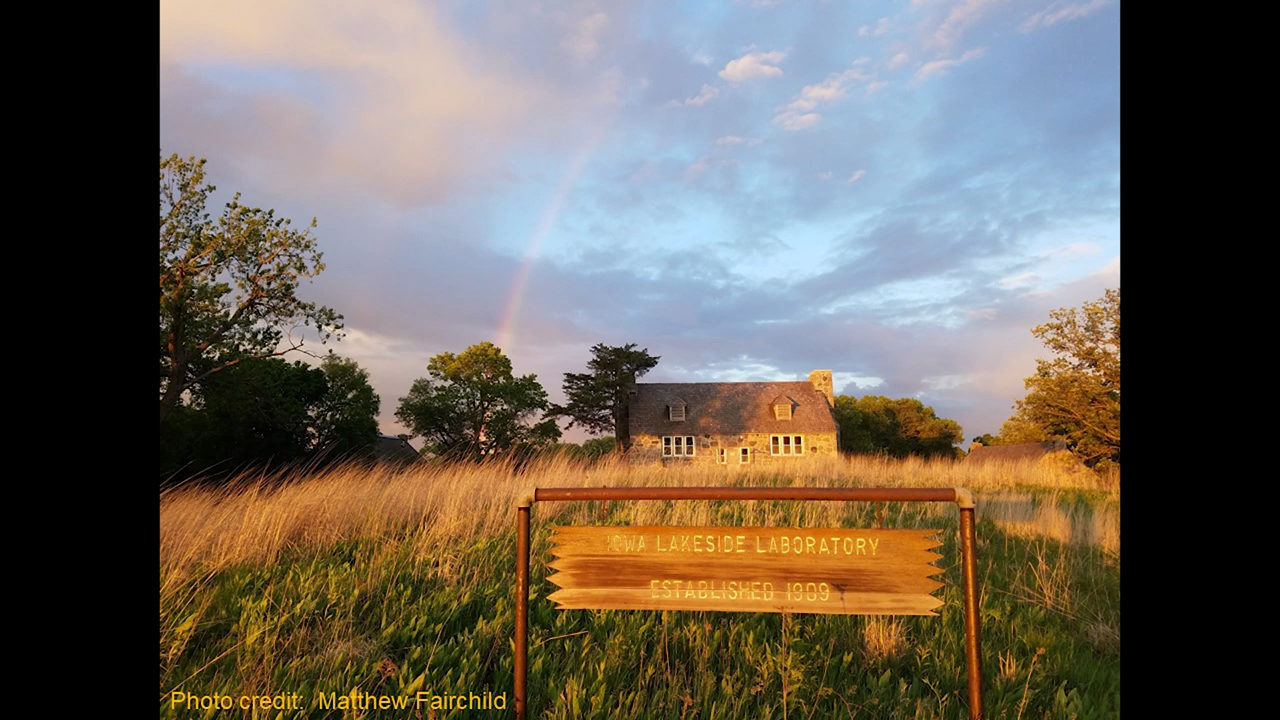 IOWA LAKESIDE LABORATORY
ESTABLISHED 1909
Photo credit: Matthew Fairchild